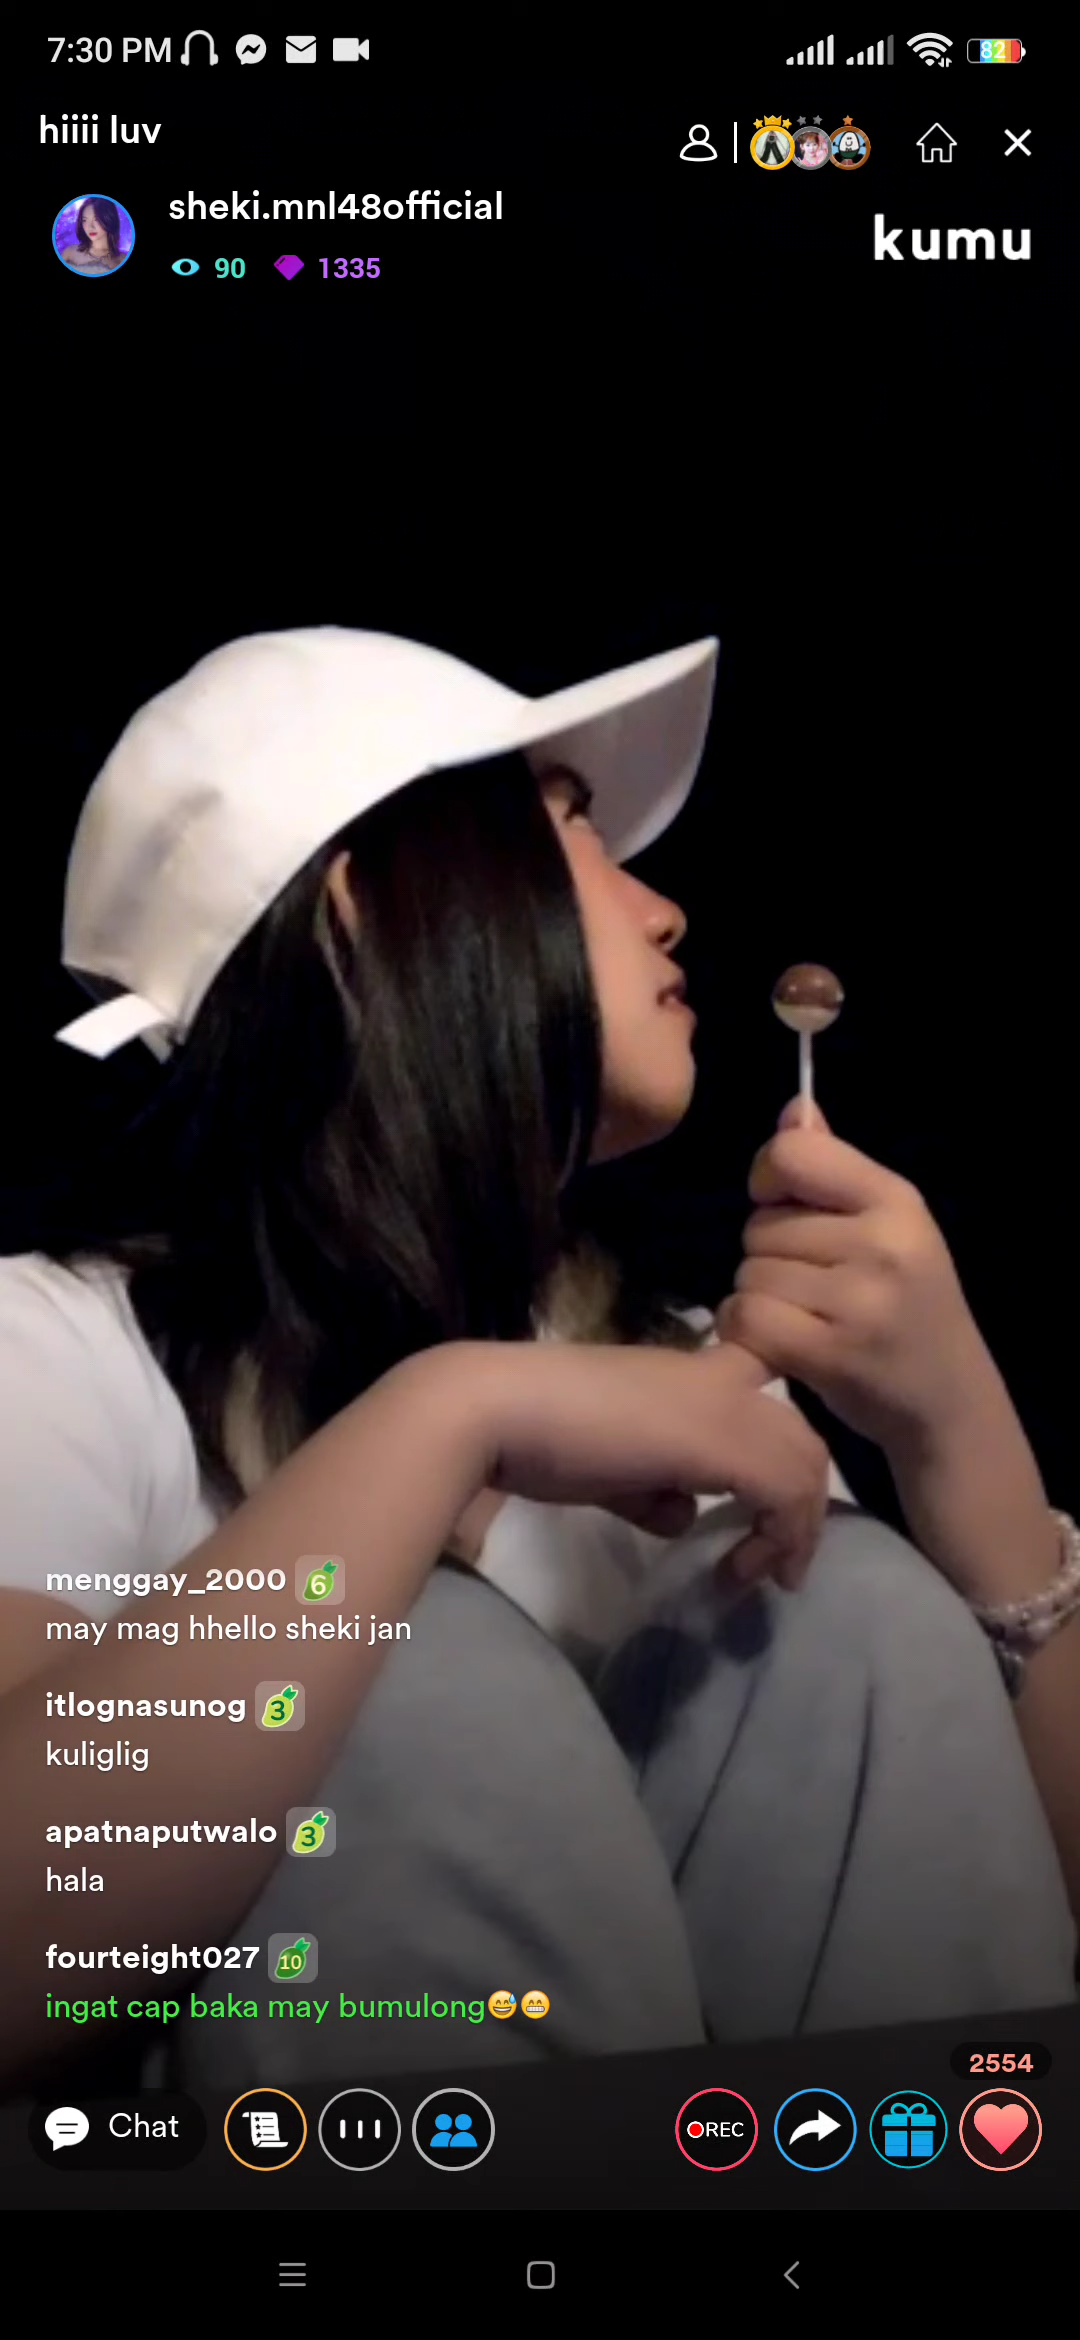 7:30 PM
82
hiiii luv
sheki.mnl48official
90 1335
kumu
menggay_2000 6
may mag hhello sheki jan
itlognasunog 3
kuliglig
apatnaputwalo 3
hala
fourteight027 10
ingat cap baka may bumulong😅😁
2554
Chat
REC